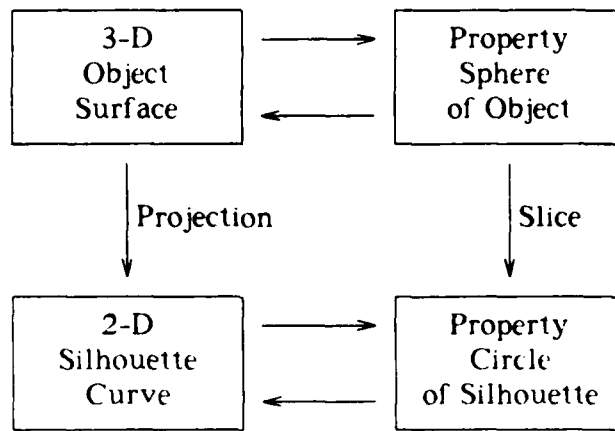 3-D
Object
Surface
Property
Sphere
of Object
Projection
Slice
2-D
Silhouette
Curve
Property
Circle
of Silhouette